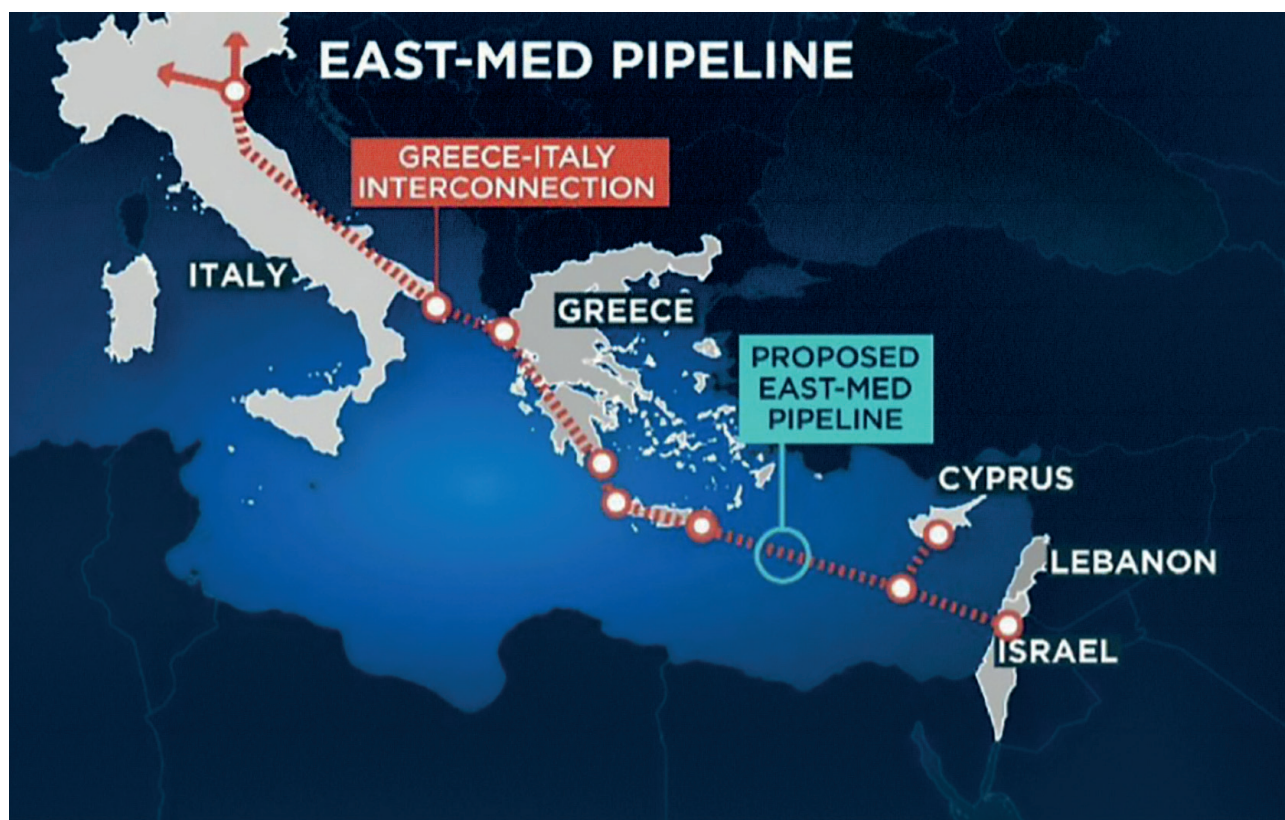 EAST-MED PIPELINE
GREECE-ITALY
INTERCONNECTION
ITALY
GREECE
PROPOSED
EAST-MED
PIPELINE
CYPRUS
LEBANON
ISRAEL